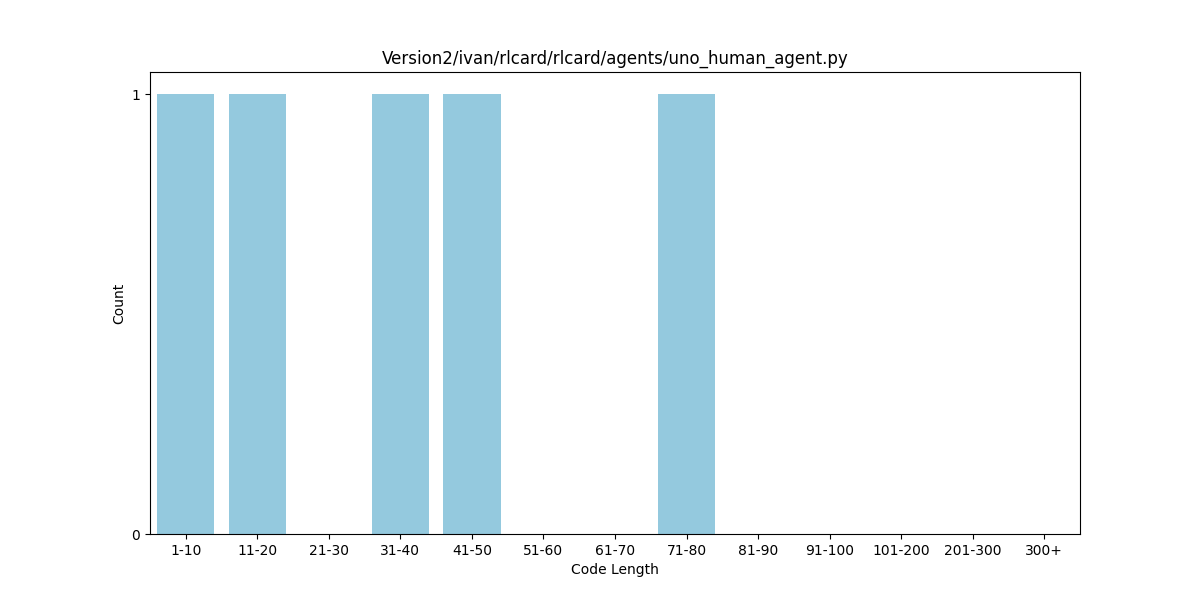 Version2/ivan/rlcard/rlcard/agents/uno_human_agent.py
1
Count
0
1-10 11-20 21-30 31-40 41-50 51-60 61-70 71-80 81-90 91-100 101-200 201-300 300+
Code Length